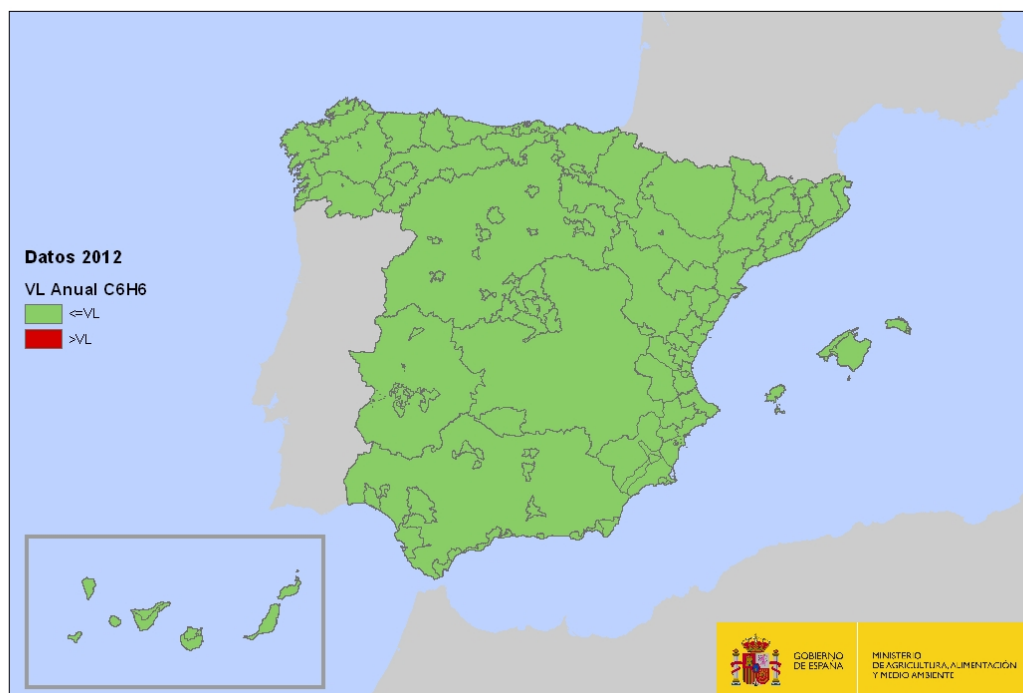 Datos 2012
VL Anual C6H6
<=VL
>VL
GOBIERNO
DE ESPAÑA
MINISTERIO
DE AGRICULTURA, ALIMENTACIÓN
Y MEDIO AMBIENTE